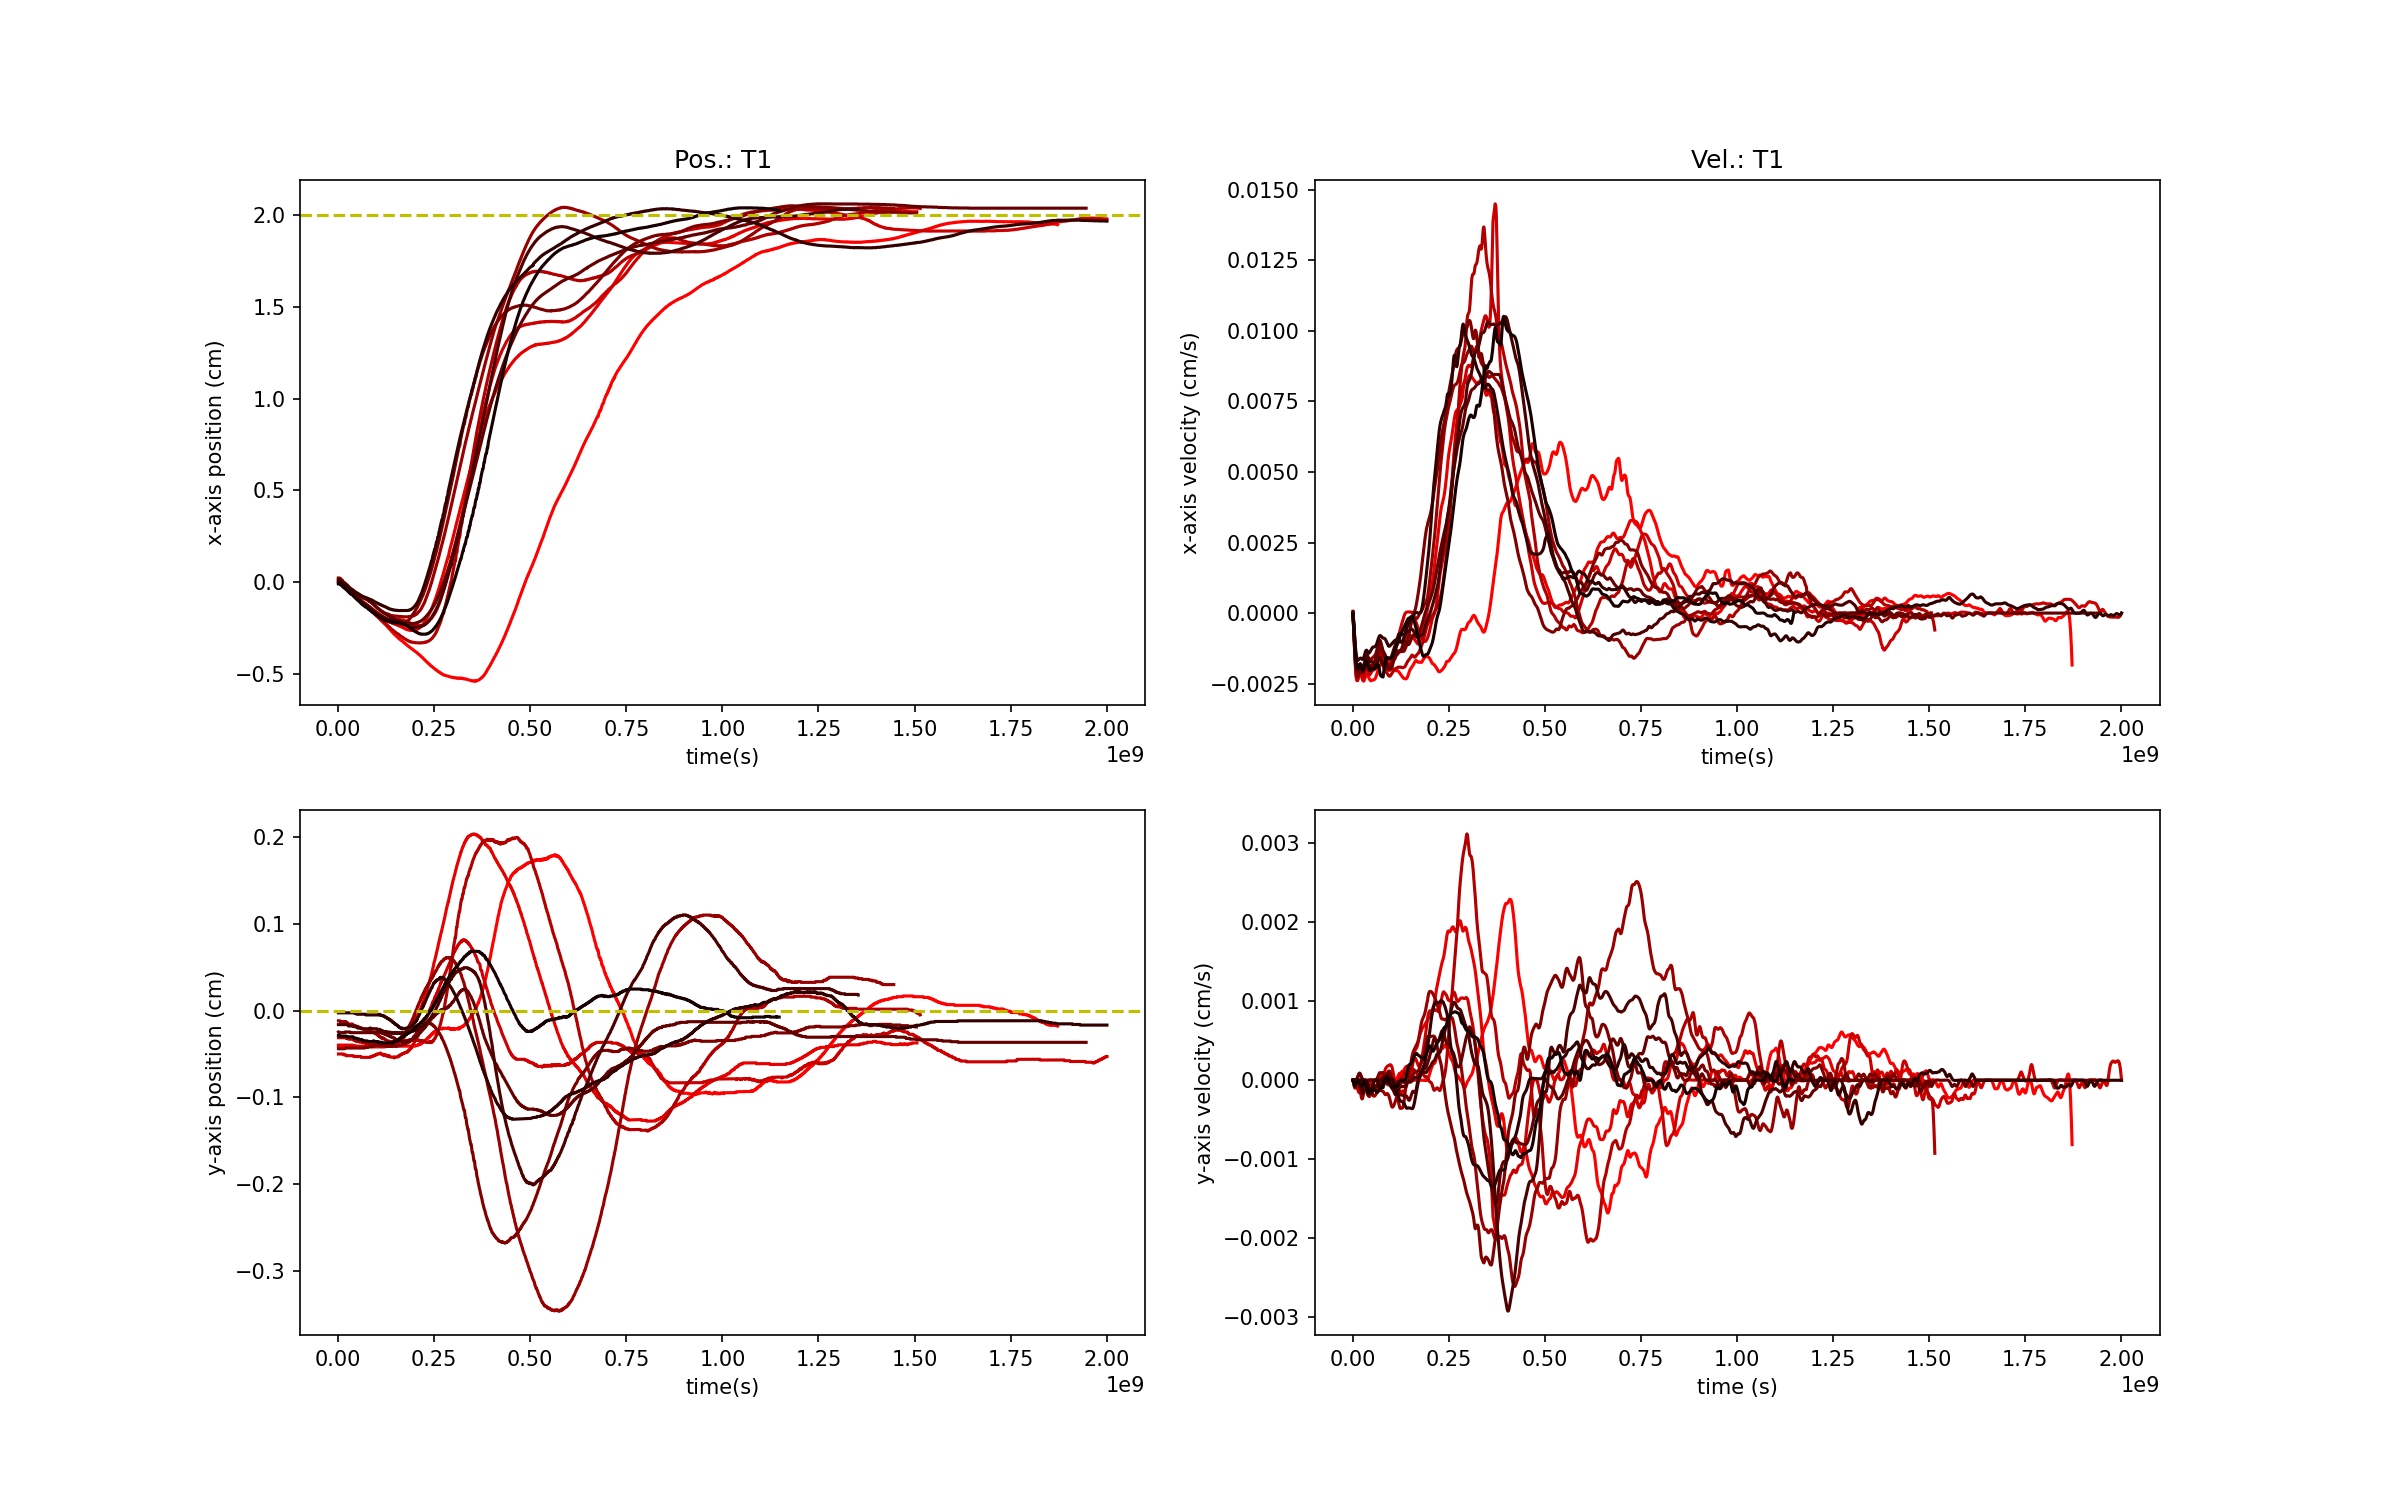 Pos.: T1
x-axis position (cm)
2.0
1.5
1.0
0.5
0.0
−0.5
0.00 0.25 0.50 0.75 1.00 1.25 1.50 1.75 2.00
time(s)
1e9
Vel.: T1
x-axis velocity (cm/s)
0.0150
0.0125
0.0100
0.0075
0.0050
0.0025
0.0000
−0.0025
0.00 0.25 0.50 0.75 1.00 1.25 1.50 1.75 2.00
time(s)
1e9
y-axis position (cm)
0.2
0.1
0.0
−0.1
−0.2
−0.3
0.00 0.25 0.50 0.75 1.00 1.25 1.50 1.75 2.00
time(s)
1e9
y-axis velocity (cm/s)
0.003
0.002
0.001
0.000
−0.001
−0.002
−0.003
0.00 0.25 0.50 0.75 1.00 1.25 1.50 1.75 2.00
time (s)
1e9